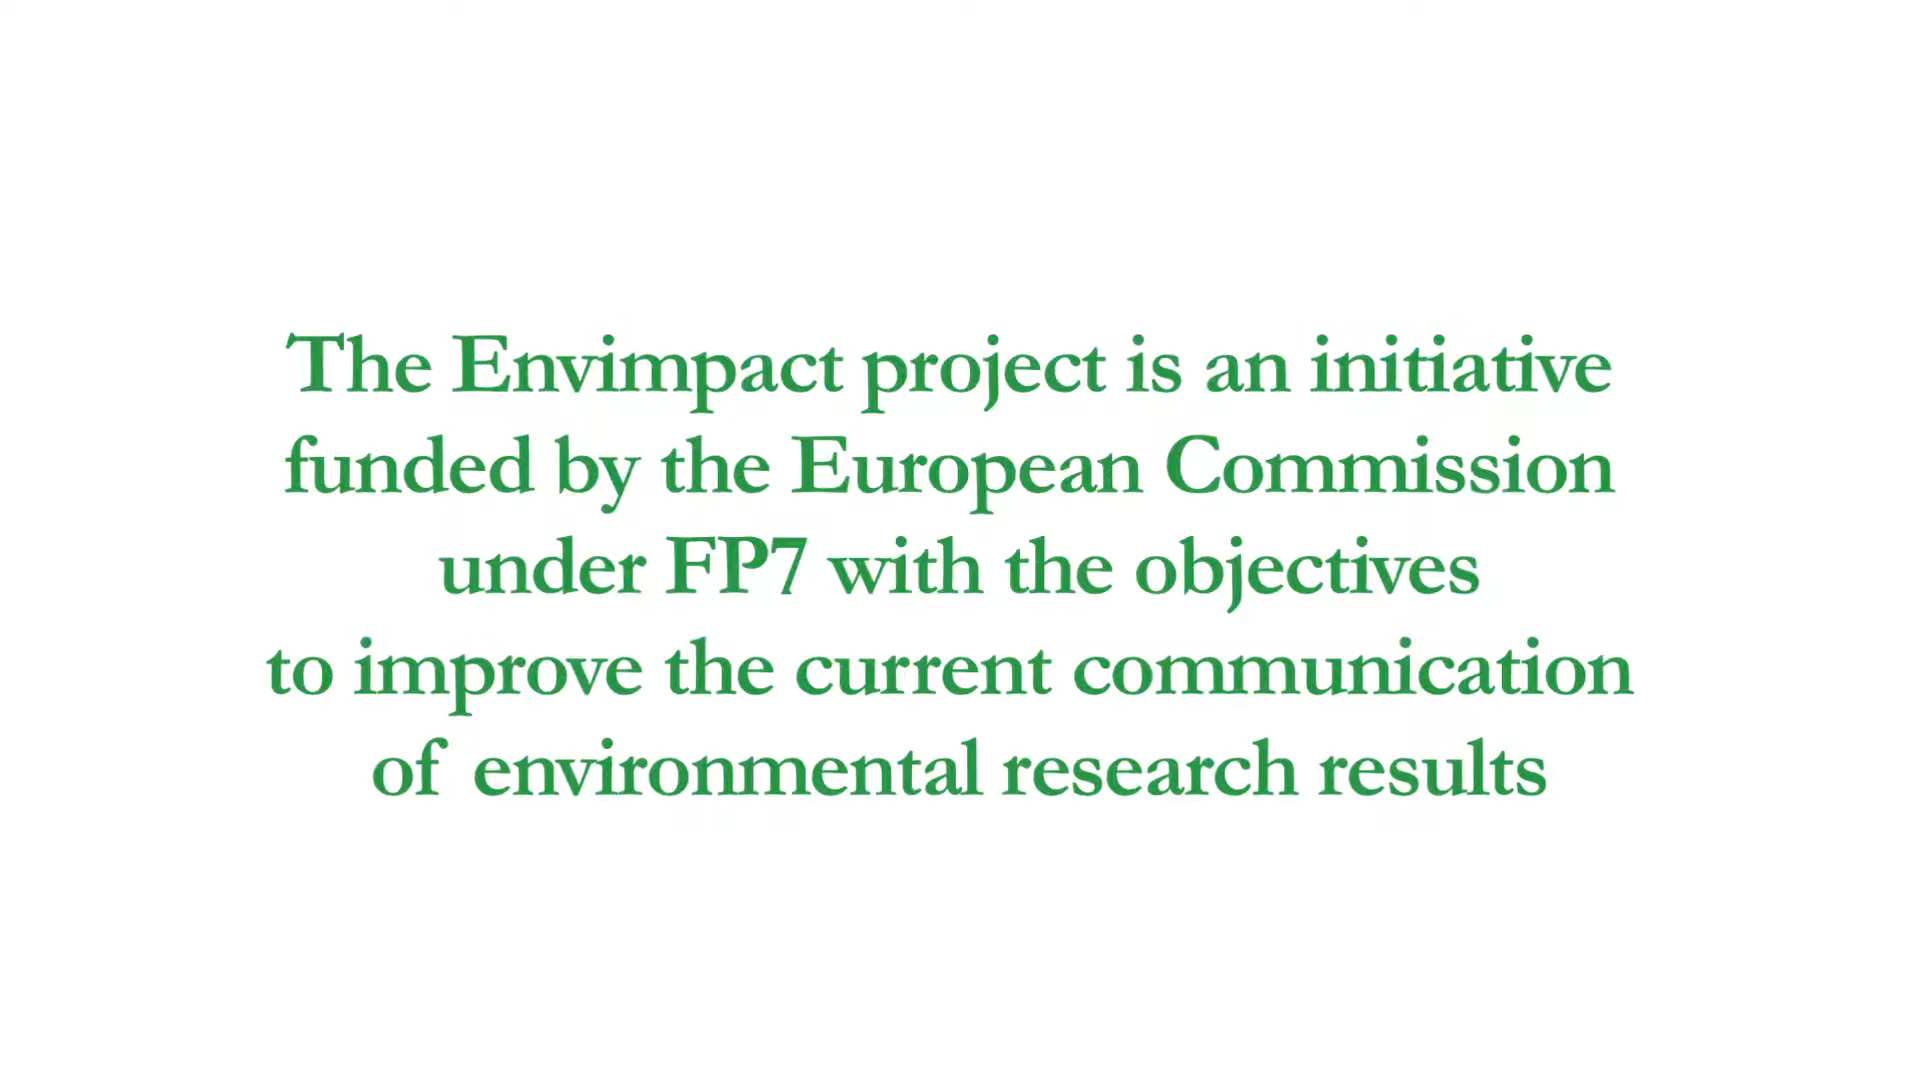 The Envimpact project is an initiative
funded by the European Commission
under FP7 with the objectives
to improve the current communication
of environmental research results